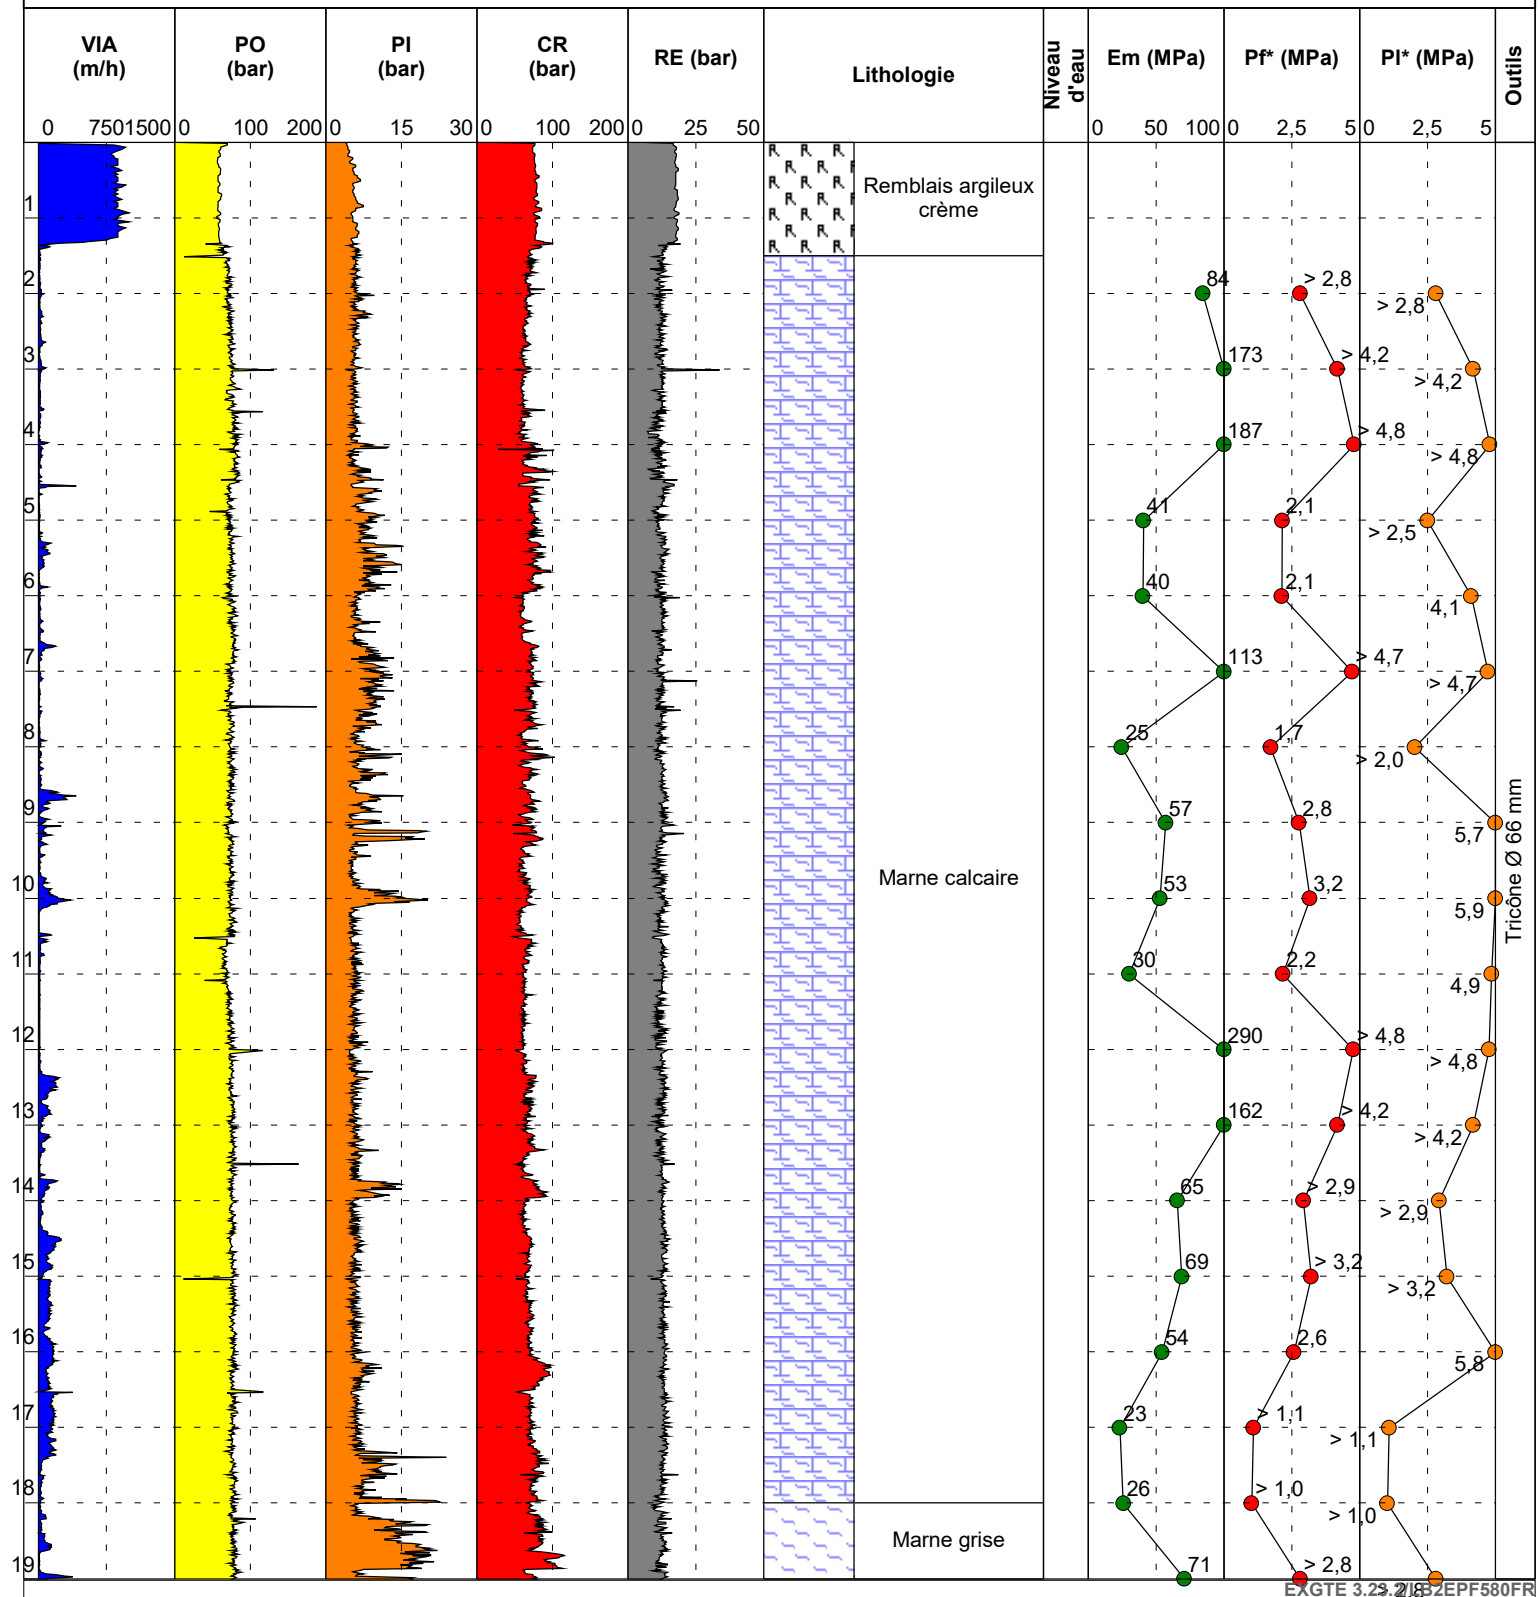 VIA
(m/h)
PO
(bar)
PI
(bar)
CR
(bar)
RE (bar)
Lithologie
Niveau
d'eau
Em (MPa)
Pf* (MPa)
Pl* (MPa)
Outils
0 750 1500
0 100 200
0 15 30
0 100 200
0 25 50
0 50 100
0 2,5 5
0 2,5 5
Remblais argileux
crème
1
2 84 > 2,8 > 2,8
3 173 > 4,2 > 4,2
4 187 > 4,8 > 4,8
5 41 2,1 > 2,5
6 40 2,1 4,1
7 113 > 4,7 > 4,7
8 25 1,7 > 2,0
9 57 2,8 5,7
Marne calcaire
Tricône Ø 66 mm
10 53 3,2 5,9
11 30 2,2 4,9
12 290 > 4,8 > 4,8
13 162 > 4,2 > 4,2
14 65 > 2,9 > 2,9
15 69 > 3,2 > 3,2
16 54 2,6 5,8
17 23 > 1,1 > 1,1
18 26 > 1,0 > 1,0
Marne grise
19 71 > 2,8 > 2,8
EXGTE